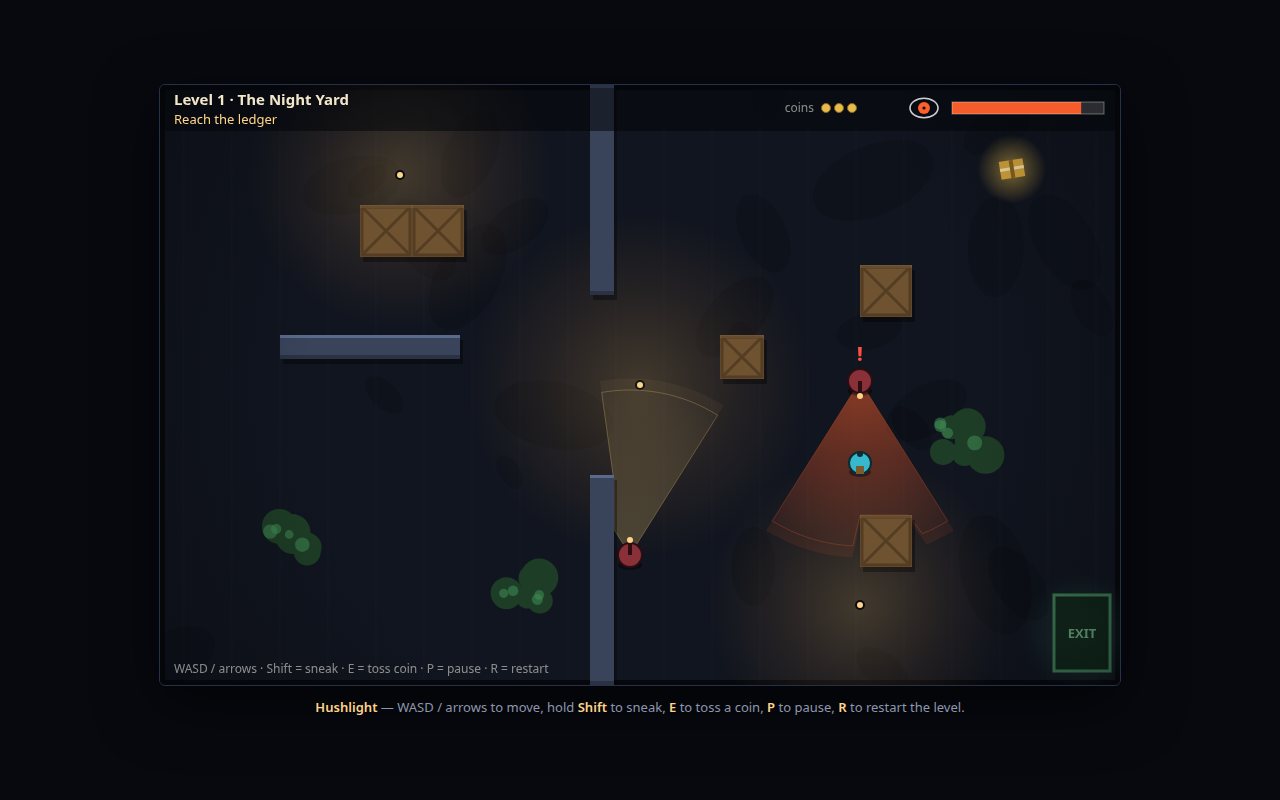 Level 1 · The Night Yard
coins
Reach the ledger
!
EXIT
WASD / arrows · Shift = sneak · E = toss coin · P = pause · R = restart
Hushlight — WASD / arrows to move, hold Shift to sneak, E to toss a coin, P to pause, R to restart the level.